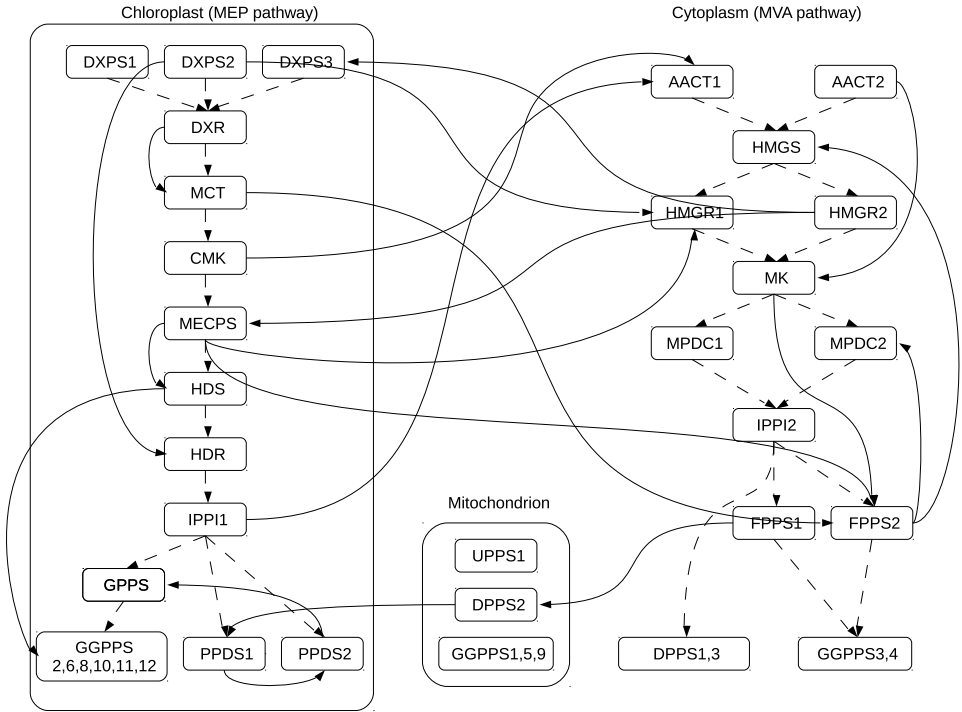 Chloroplast (MEP pathway)
Cytoplasm (MVA pathway)
DXPS1
DXPS2
DXPS3
AACT1
AACT2
DXR
HMGS
MCT
HMGR1
HMGR2
CMK
MK
MECPS
MPDC1
MPDC2
HDS
IPPI2
HDR
Mitochondrion
IPPI1
FPPS1
FPPS2
UPPS1
GPPS
DPPS2
GGPPS
2,6,8,10,11,12
PPDS1
PPDS2
GGPPS1,5,9
DPPS1,3
GGPPS3,4